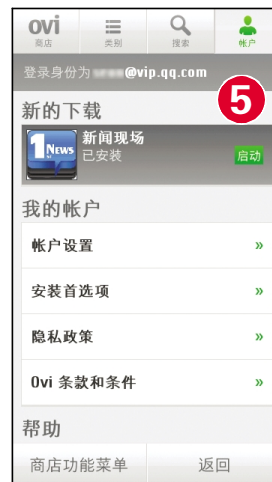 ovi
商店 类别 搜索 帐户
登录身份为 @vip.qq.com
5
新的下载
1 News
新闻现场
已安装
启动
我的帐户
帐户设置 »
安装首选项 »
隐私政策 »
Ovi 条款和条件 »
帮助
商店功能菜单 返回